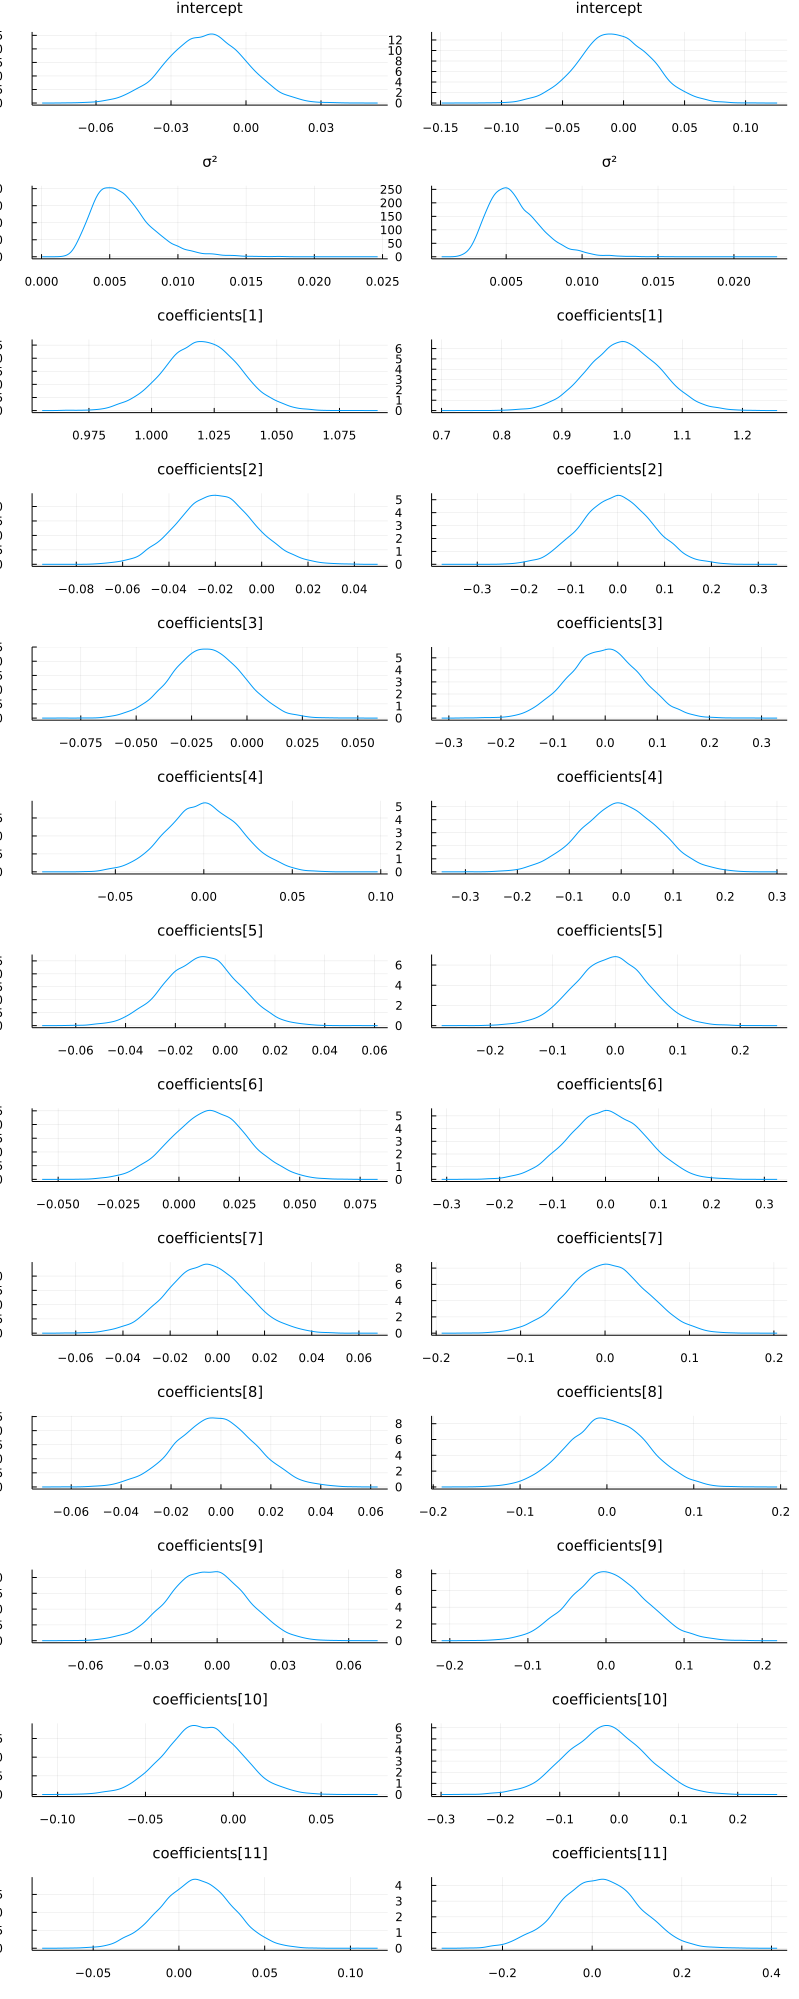 intercept intercept
12
10
8
6
4
2
0
−0.06 −0.03 0.00 0.03 −0.15 −0.10 −0.05 0.00 0.05 0.10
σ² σ²
250
200
150
100
50
0
0.000 0.005 0.010 0.015 0.020 0.025 0.005 0.010 0.015 0.020
coefficients[1] coefficients[1]
6
5
4
3
2
1
0
0.975 1.000 1.025 1.050 1.075 0.7 0.8 0.9 1.0 1.1 1.2
coefficients[2] coefficients[2]
5
4
3
2
1
0
−0.08 −0.06 −0.04 −0.02 0.00 0.02 0.04 −0.3 −0.2 −0.1 0.0 0.1 0.2 0.3
coefficients[3] coefficients[3]
5
4
3
2
1
0
−0.075 −0.050 −0.025 0.000 0.025 0.050 −0.3 −0.2 −0.1 0.0 0.1 0.2 0.3
coefficients[4] coefficients[4]
5
4
3
2
1
0
−0.05 0.00 0.05 0.10 −0.3 −0.2 −0.1 0.0 0.1 0.2 0.3
coefficients[5] coefficients[5]
6
4
2
0
−0.06 −0.04 −0.02 0.00 0.02 0.04 0.06 −0.2 −0.1 0.0 0.1 0.2
coefficients[6] coefficients[6]
5
4
3
2
1
0
−0.050 −0.025 0.000 0.025 0.050 0.075 −0.3 −0.2 −0.1 0.0 0.1 0.2 0.3
coefficients[7] coefficients[7]
8
6
4
2
0
−0.06 −0.04 −0.02 0.00 0.02 0.04 0.06 −0.2 −0.1 0.0 0.1 0.2
coefficients[8] coefficients[8]
8
6
4
2
0
−0.06 −0.04 −0.02 0.00 0.02 0.04 0.06 −0.2 −0.1 0.0 0.1 0.2
coefficients[9] coefficients[9]
8
6
4
2
0
−0.06 −0.03 0.00 0.03 0.06 −0.2 −0.1 0.0 0.1 0.2
coefficients[10] coefficients[10]
6
5
4
3
2
1
0
−0.10 −0.05 0.00 0.05 −0.3 −0.2 −0.1 0.0 0.1 0.2
coefficients[11] coefficients[11]
4
3
2
1
0
−0.05 0.00 0.05 0.10 −0.2 0.0 0.2 0.4